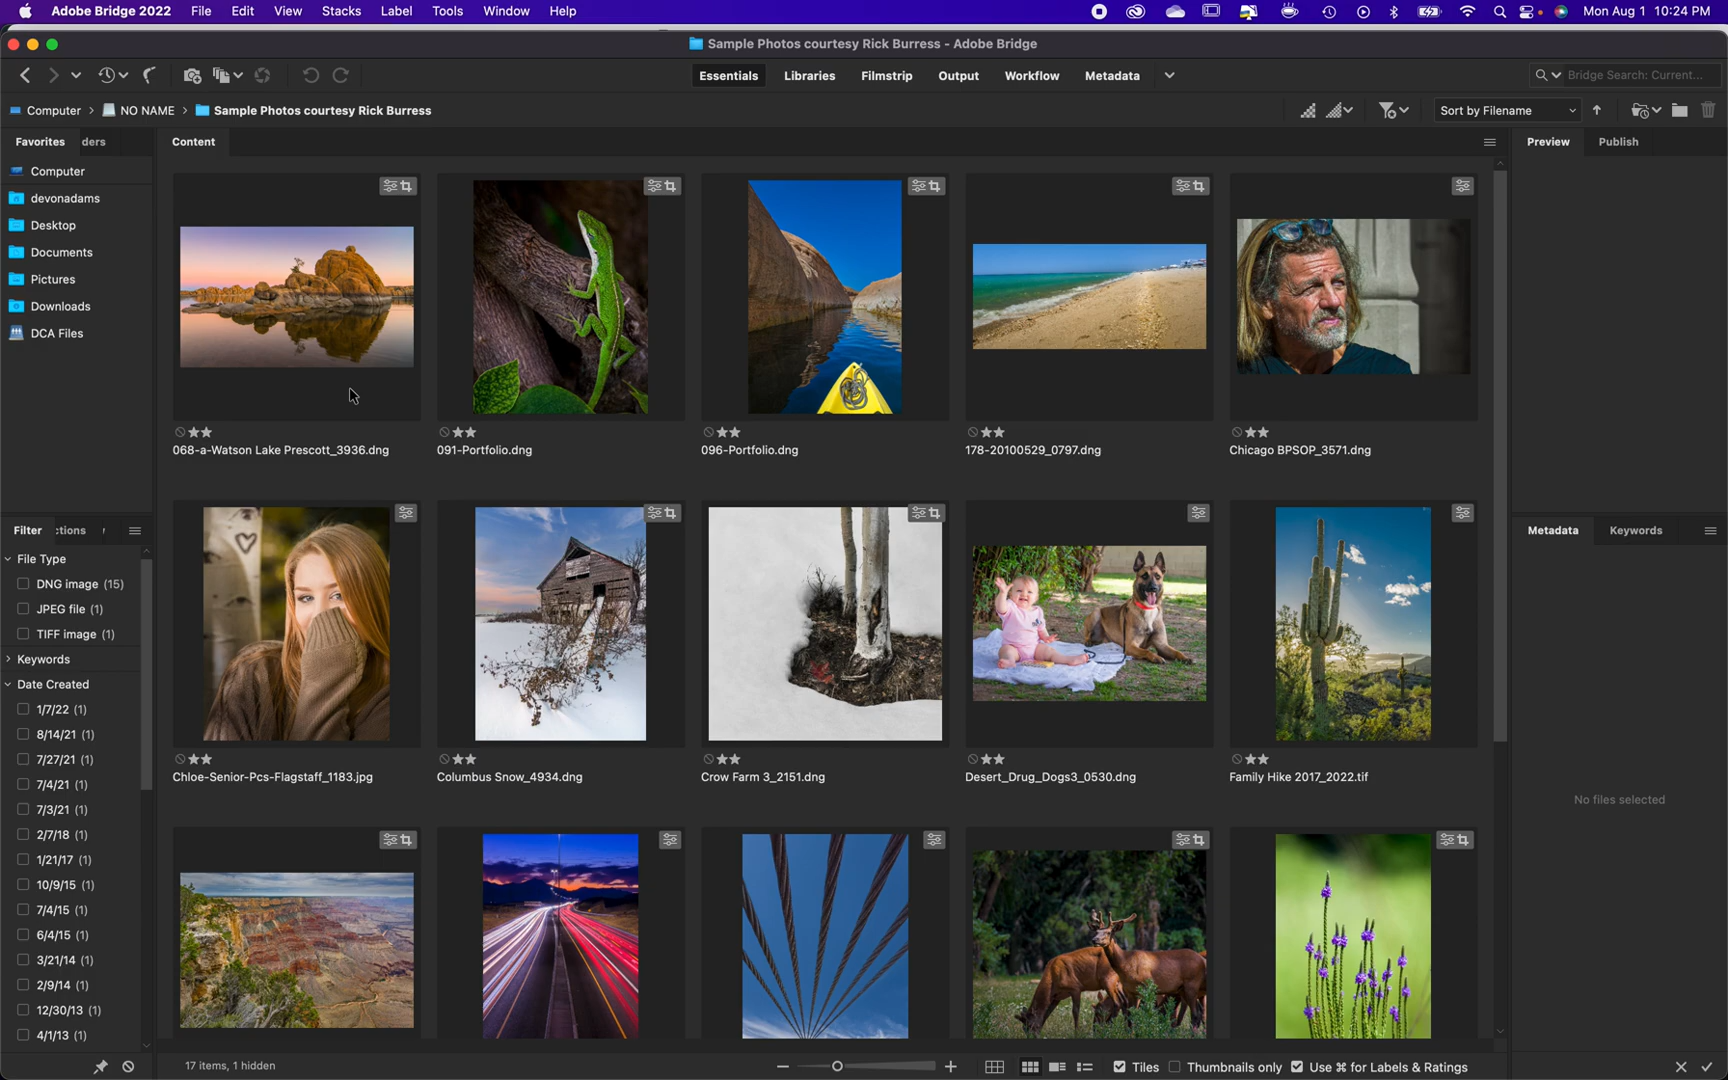 Adobe Bridge 2022 File Edit View Stacks Label Tools Window Help Mon Aug 1 10:24 PM
Sample Photos courtesy Rick Burress - Adobe Bridge
Essentials Libraries Filmstrip Output Workflow Metadata Bridge Search: Current...
Computer NO NAME Sample Photos courtesy Rick Burress Sort by Filename
Favorites ders Content Preview Publish
Computer
devonadams
Desktop
Documents
Pictures
Downloads
DCA Files
068-a-Watson Lake Prescott_3936.dng 091-Portfolio.dng 096-Portfolio.dng 178-20100529_0797.dng Chicago BPSOP_3571.dng
Filter ctions Metadata Keywords
File Type
DNG image (15)
JPEG file (1)
TIFF image (1)
Keywords
Date Created
1/7/22 (1)
8/14/21 (1)
7/27/21 (1)
7/4/21 (1)
7/3/21 (1)
2/7/18 (1)
1/21/17 (1)
10/9/15 (1)
7/4/15 (1)
6/4/15 (1)
3/21/14 (1)
2/9/14 (1)
12/30/13 (1)
4/1/13 (1)
Chloe-Senior-Pcs-Flagstaff_1183.jpg Columbus Snow_4934.dng Crow Farm 3_2151.dng Desert_Drug_Dogs3_0530.dng Family Hike 2017_2022.tif
No files selected
17 items, 1 hidden Tiles Thumbnails only Use ⌘ for Labels & Ratings